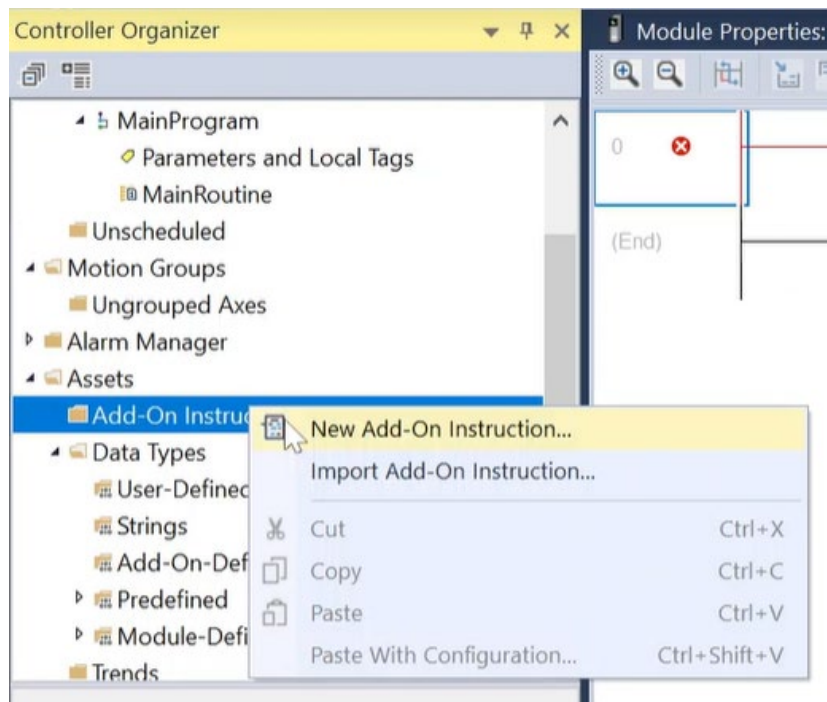 Controller Organizer
Module Properties:
MainProgram
Parameters and Local Tags
MainRoutine
Unscheduled
Motion Groups
Ungrouped Axes
Alarm Manager
Assets
Add-On Instruc
Data Types
User-Defined
Strings
Add-On-Def
Predefined
Module-Defi
Trends
New Add-On Instruction...
Import Add-On Instruction...
Cut Ctrl+X
Copy Ctrl+C
Paste Ctrl+V
Paste With Configuration... Ctrl+Shift+V
0
(End)